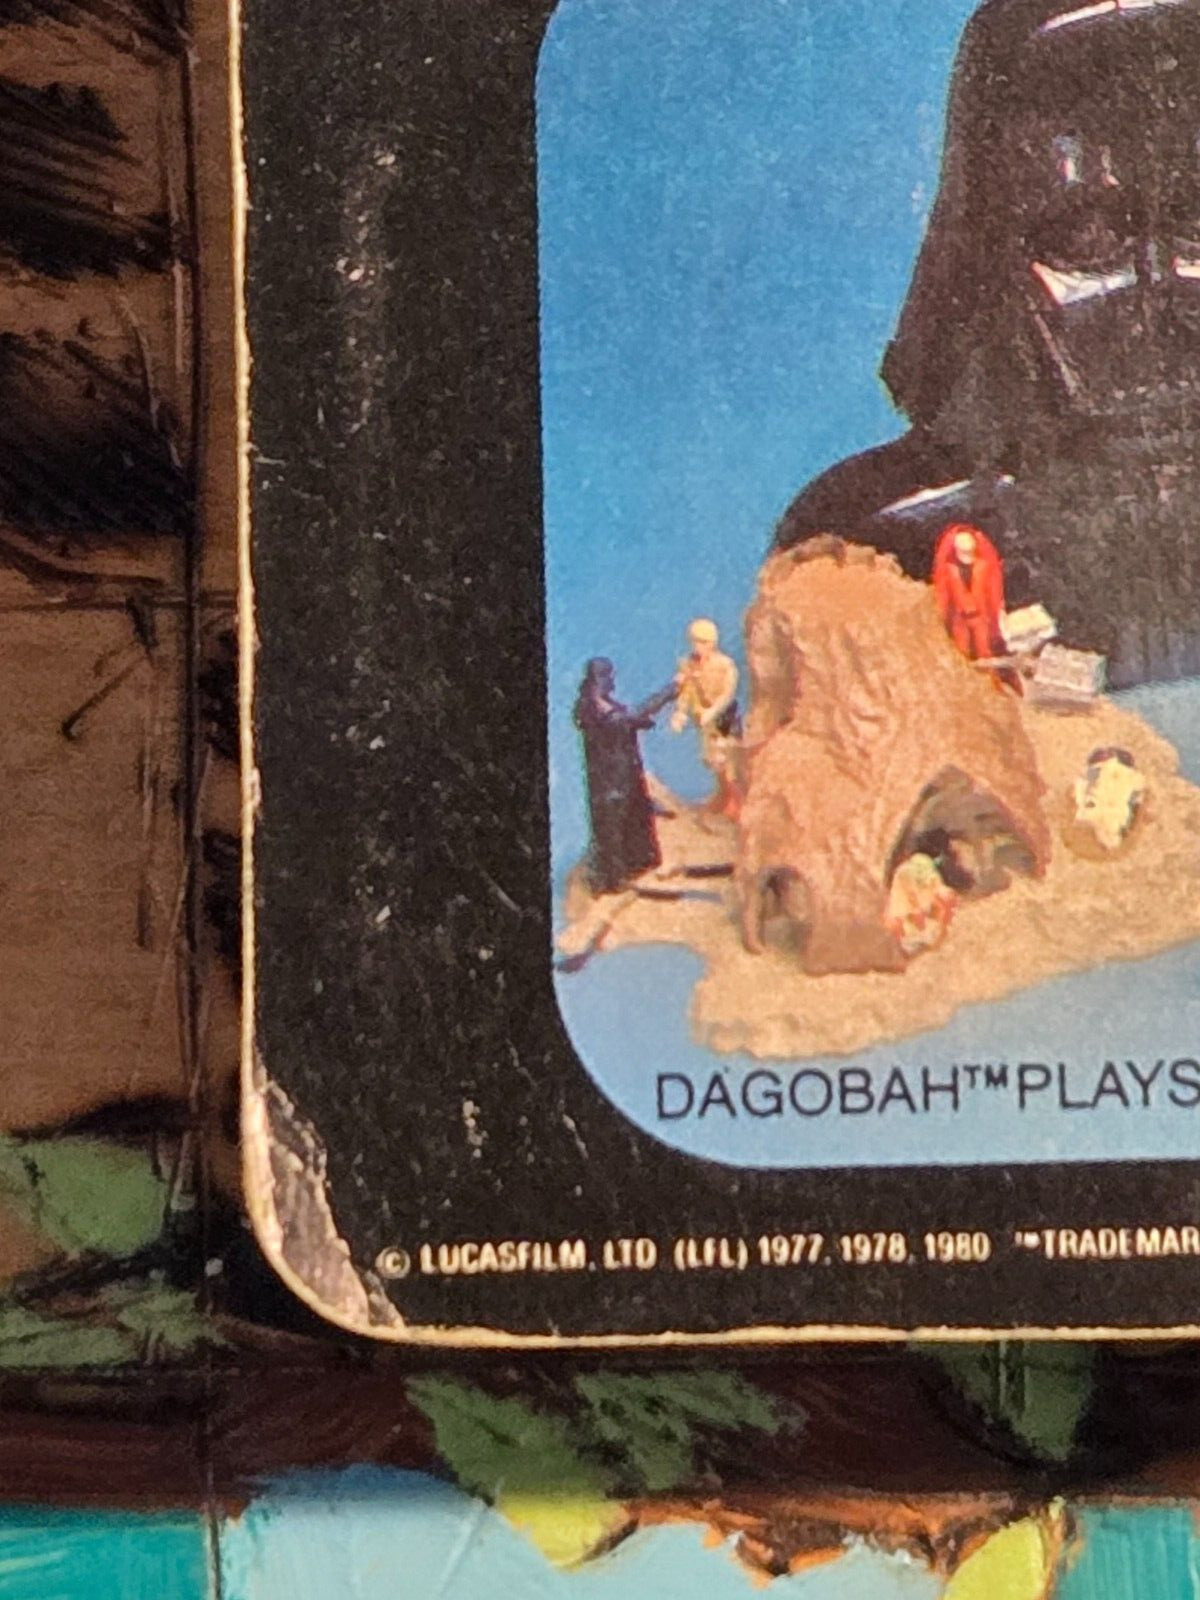 DAGOBAH™ PLAYS
© LUCASFILM, LTD (LFL) 1977, 1978, 1980 ™TRADEMAR